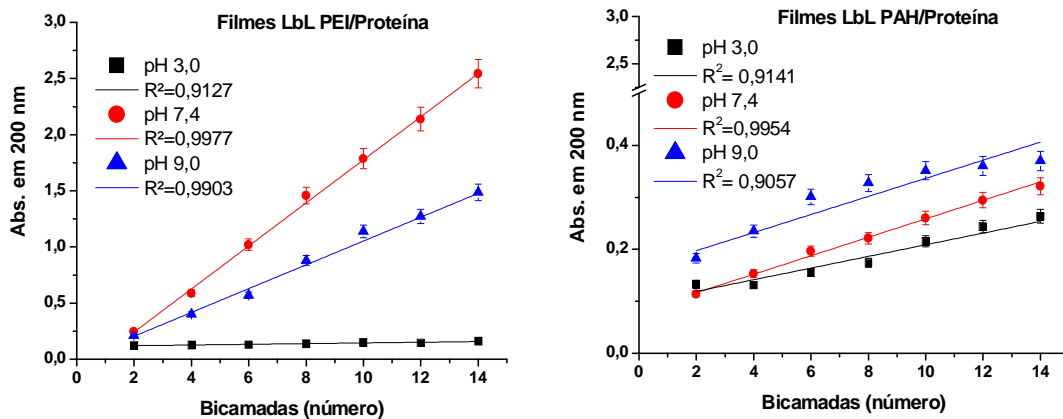 Filmes LbL PEI/Proteína
Abs. em 200 nm
3,0
2,5
2,0
1,5
1,0
0,5
0,0
pH 3,0
R²=0,9127
pH 7,4
R²=0,9977
pH 9,0
R²=0,9903
0 2 4 6 8 10 12 14
Bicamadas (número)
Filmes LbL PAH/Proteína
Abs. em 200 nm
3,0
2,5
0,4
0,2
0,0
pH 3,0
R²= 0,9141
pH 7,4
R²=0,9954
pH 9,0
R²= 0,9057
0 2 4 6 8 10 12 14
Bicamadas (número)